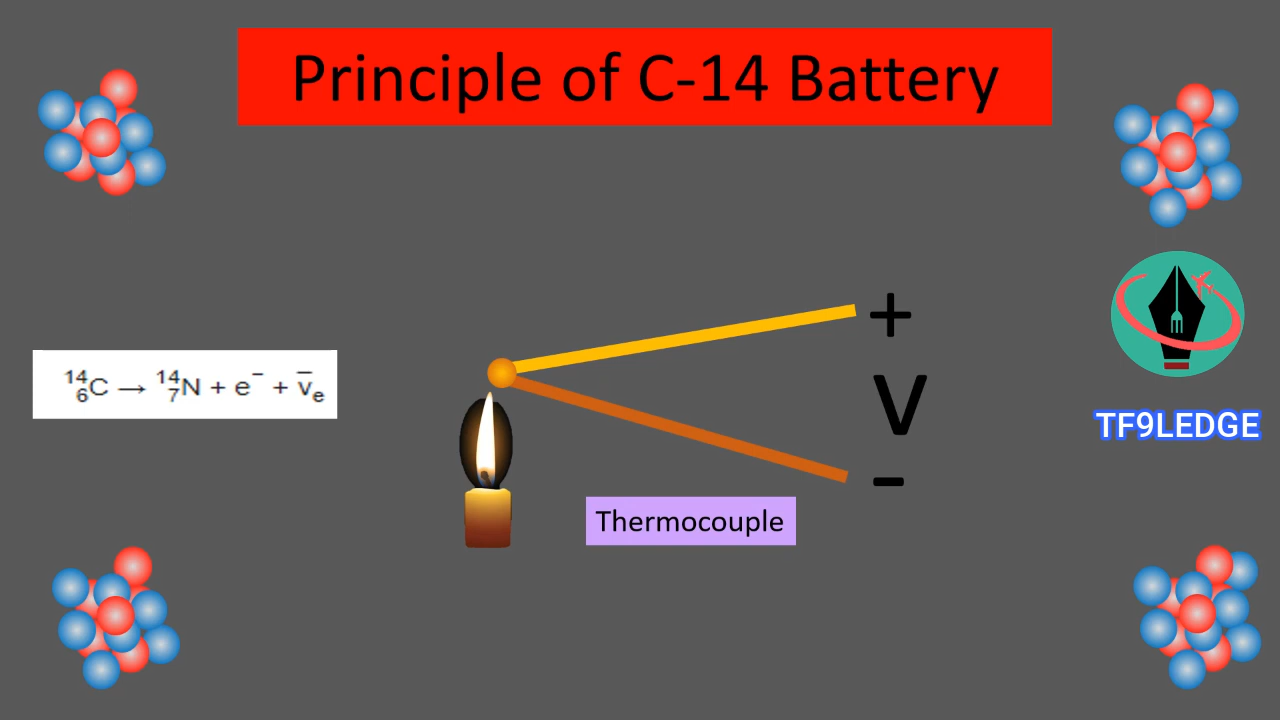 Principle of C-14 Battery
¹⁴₆C → ¹⁴₇N + e⁻ + ν̅ₑ
+
V
-
Thermocouple
TF9LEDGE